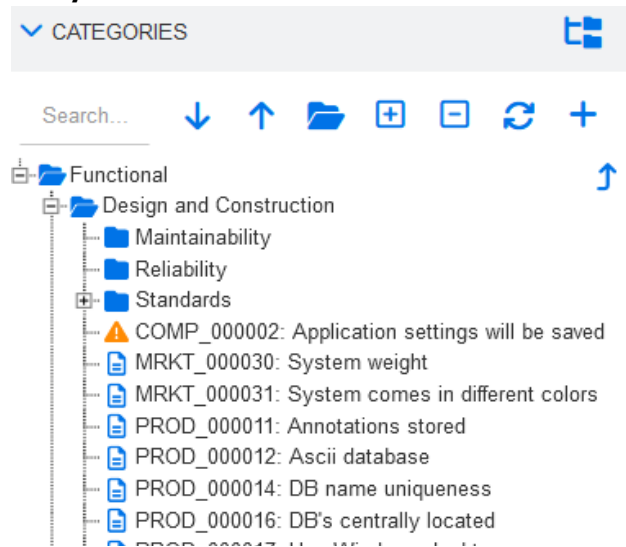 CATEGORIES
Search...
Functional
Design and Construction
Maintainability
Reliability
Standards
COMP_000002: Application settings will be saved
MRKT_000030: System weight
MRKT_000031: System comes in different colors
PROD_000011: Annotations stored
PROD_000012: Ascii database
PROD_000014: DB name uniqueness
PROD_000016: DB's centrally located